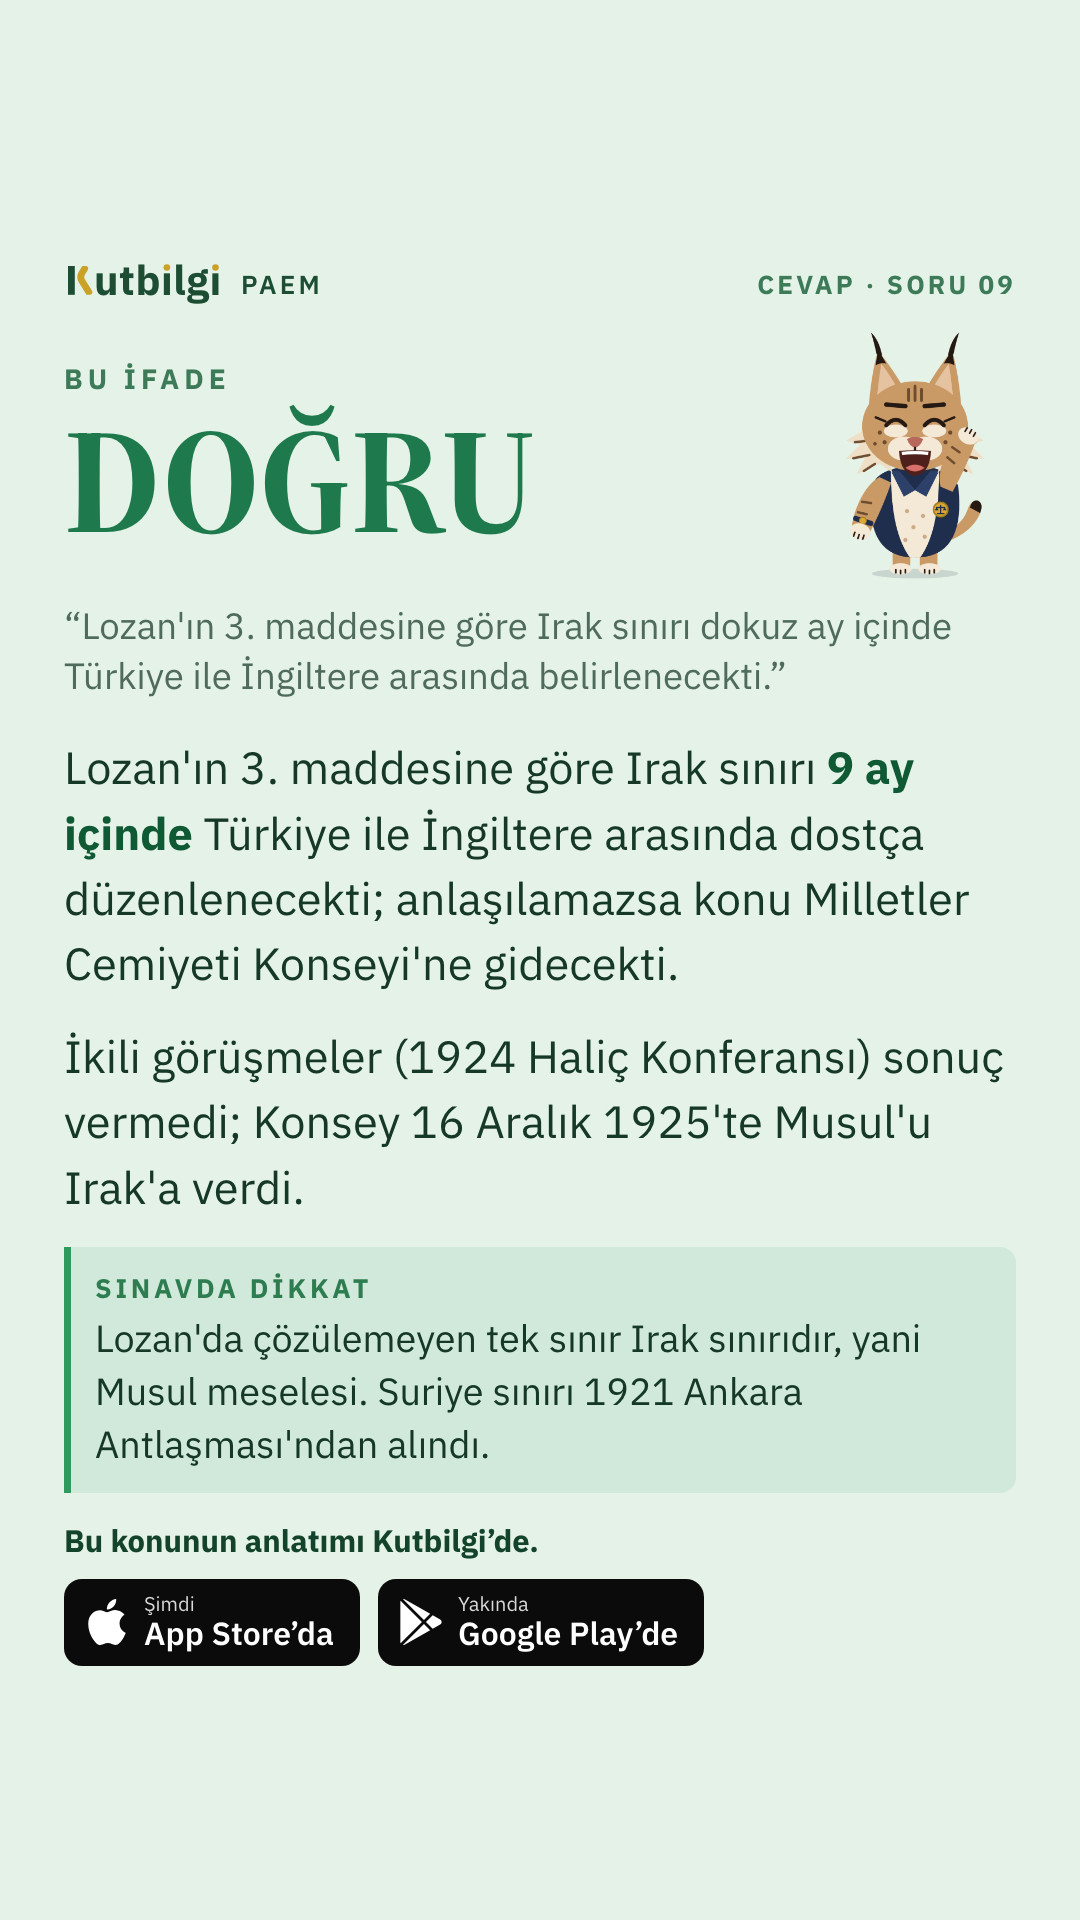 Kutbilgi PAEM
CEVAP · SORU 09
BU İFADE
DOĞRU
“Lozan'ın 3. maddesine göre Irak sınırı dokuz ay içinde
Türkiye ile İngiltere arasında belirlenecekti.”
Lozan'ın 3. maddesine göre Irak sınırı 9 ay
içinde Türkiye ile İngiltere arasında dostça
düzenlenecekti; anlaşılamazsa konu Milletler
Cemiyeti Konseyi'ne gidecekti.
İkili görüşmeler (1924 Haliç Konferansı) sonuç
vermedi; Konsey 16 Aralık 1925'te Musul'u
Irak'a verdi.
SINAVDA DİKKAT
Lozan'da çözülemeyen tek sınır Irak sınırıdır, yani
Musul meselesi. Suriye sınırı 1921 Ankara
Antlaşması'ndan alındı.
Bu konunun anlatımı Kutbilgi’de.
Şimdi
App Store’da
Yakında
Google Play’de